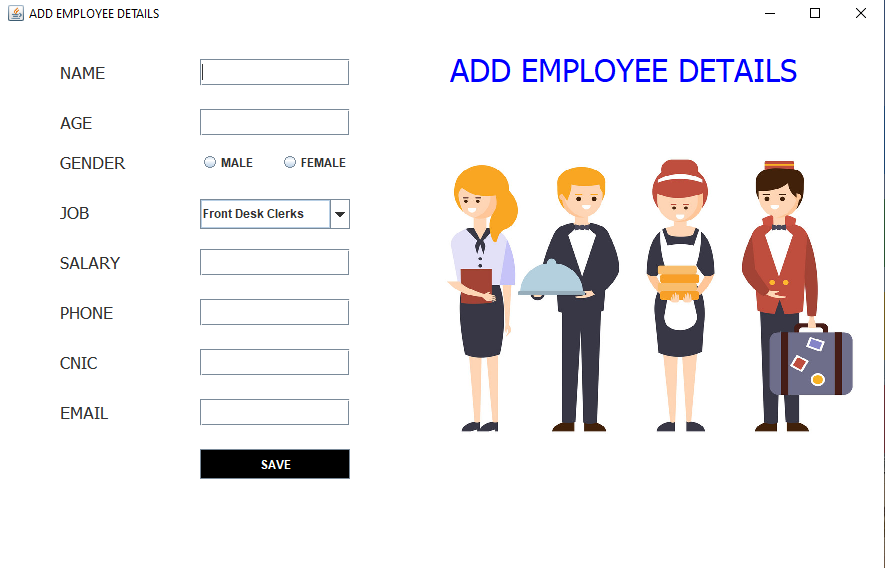 ADD EMPLOYEE DETAILS
ADD EMPLOYEE DETAILS
NAME
AGE
GENDER MALE FEMALE
JOB Front Desk Clerks
SALARY
PHONE
CNIC
EMAIL
SAVE